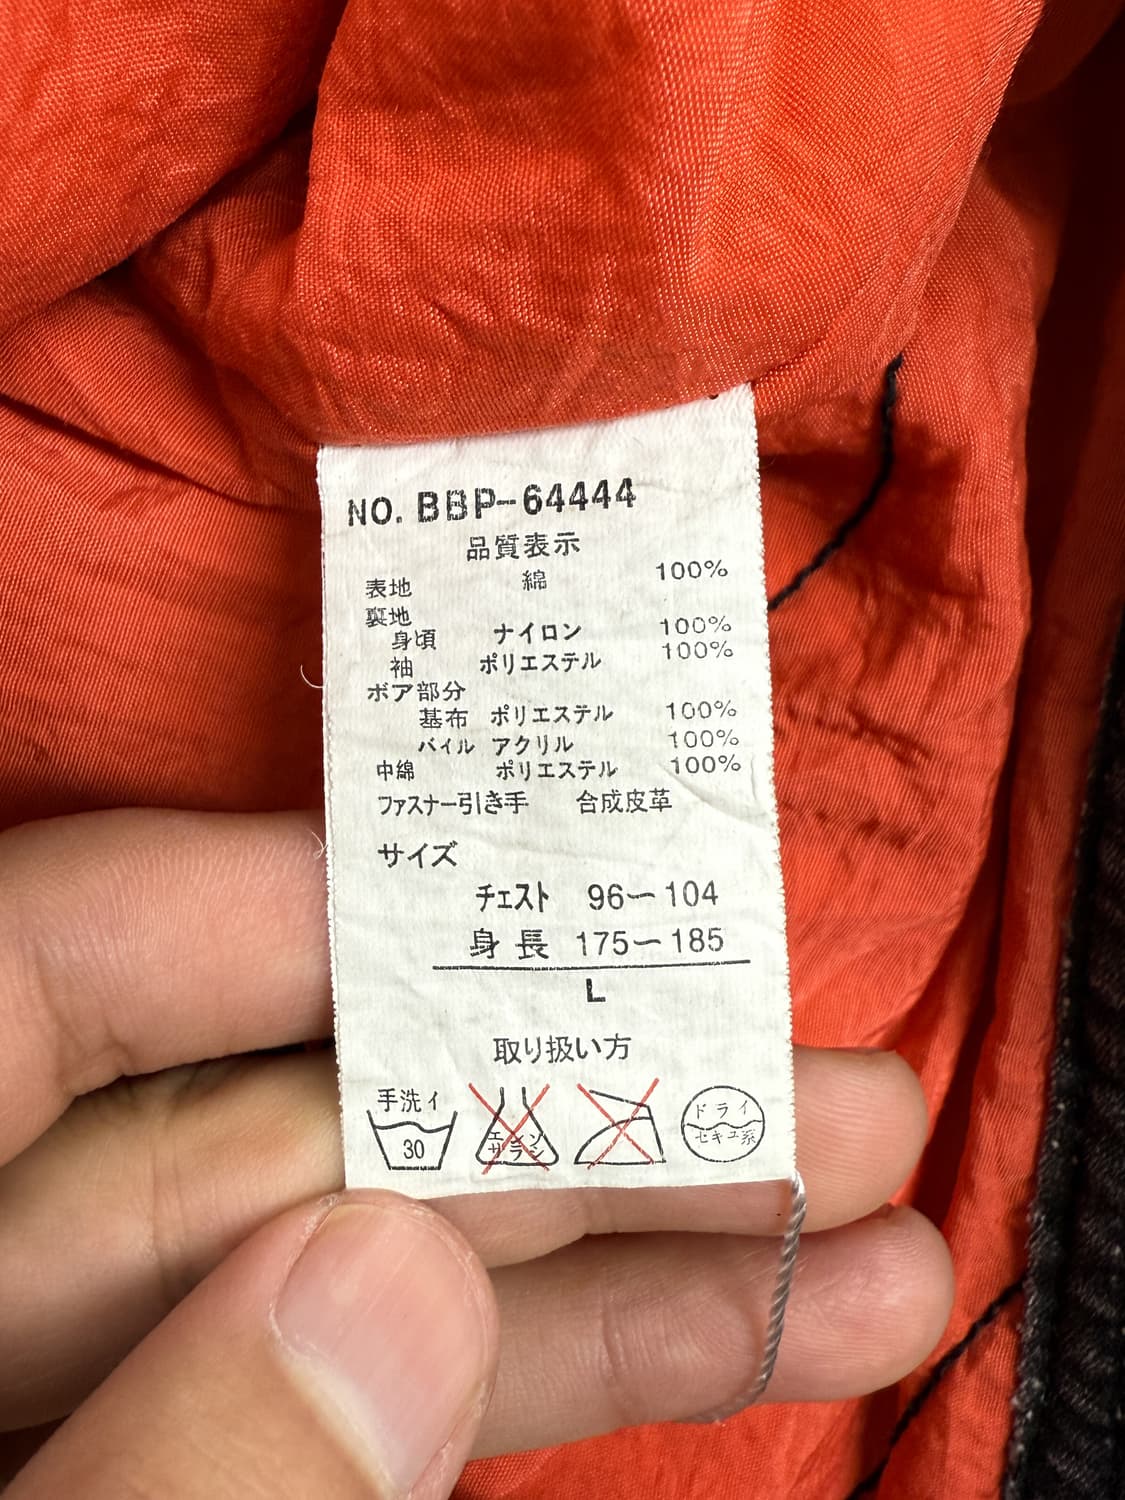 NO. BBP-64444
品質表示
表地 綿 100%
裏地
身頃 ナイロン 100%
袖 ポリエステル 100%
ボア部分
基布 ポリエステル 100%
パイル アクリル 100%
中綿 ポリエステル 100%
ファスナー引き手 合成皮革
サイズ
チェスト 96〜104
身長 175〜185
L
取り扱い方
手洗イ
30
エンソ
サラシ
ドライ
セキユ系